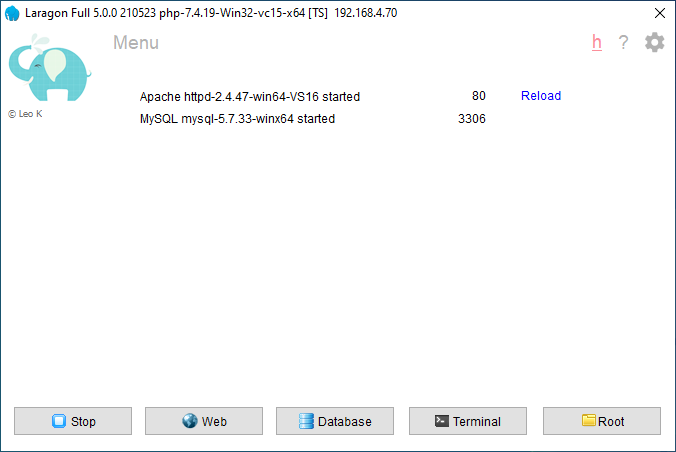 Laragon Full 5.0.0 210523 php-7.4.19-Win32-vc15-x64 [TS]  192.168.4.70
Menu h ?
© Leo K
Apache httpd-2.4.47-win64-VS16 started 80 Reload
MySQL mysql-5.7.33-winx64 started 3306
Stop Web Database Terminal Root